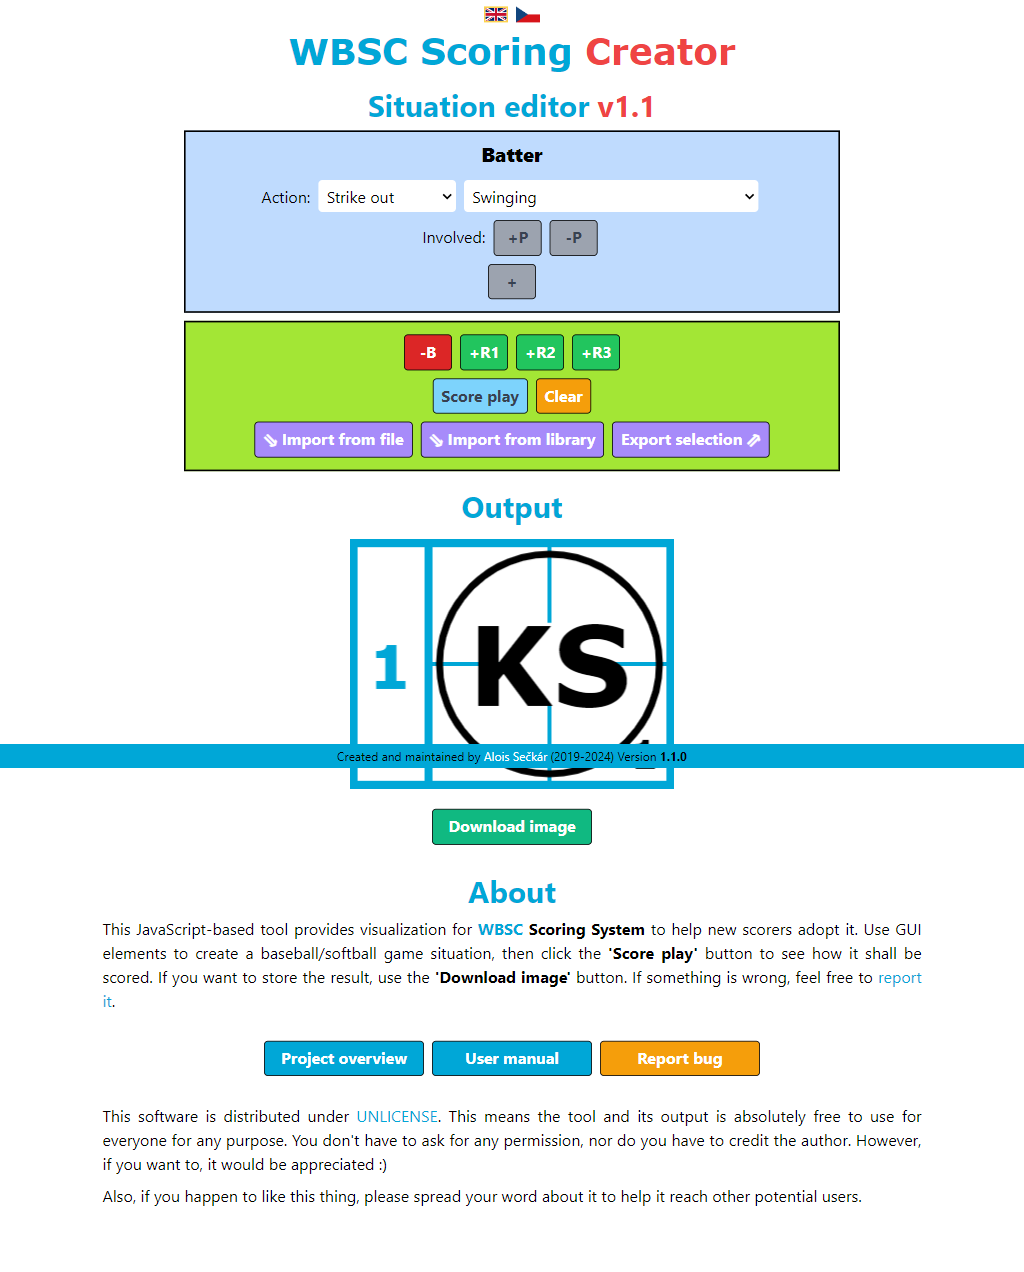 WBSC Scoring Creator
Situation editor v1.1
Batter
Action: Strike out Swinging
Involved: +P -P
+
-B +R1 +R2 +R3
Score play Clear
⇘ Import from file ⇘ Import from library Export selection ⇗
Output
1 KS
Created and maintained by Alois Sečkár (2019-2024) Version 1.1.0
Download image
About
This JavaScript-based tool provides visualization for WBSC Scoring System to help new scorers adopt it. Use GUI
elements to create a baseball/softball game situation, then click the 'Score play' button to see how it shall be
scored. If you want to store the result, use the 'Download image' button. If something is wrong, feel free to report
it.
Project overview User manual Report bug
This software is distributed under UNLICENSE. This means the tool and its output is absolutely free to use for
everyone for any purpose. You don't have to ask for any permission, nor do you have to credit the author. However,
if you want to, it would be appreciated :)
Also, if you happen to like this thing, please spread your word about it to help it reach other potential users.